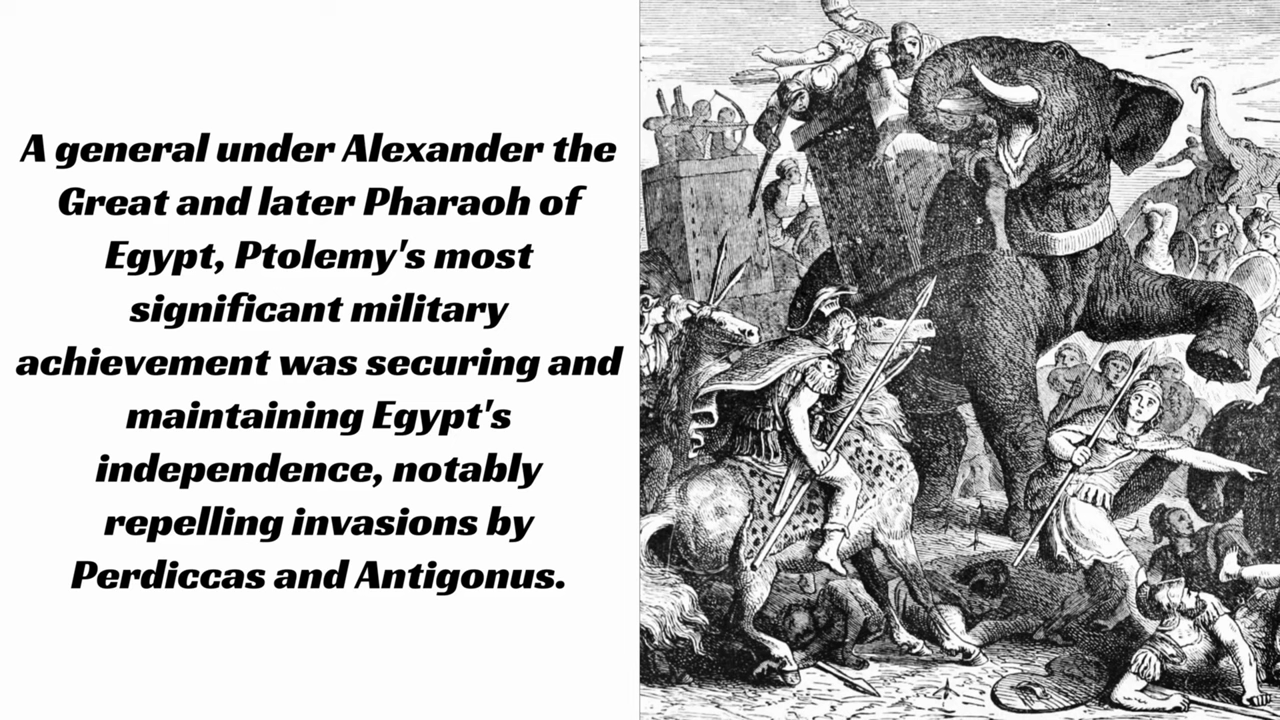 A general under Alexander the
Great and later Pharaoh of
Egypt, Ptolemy's most
significant military
achievement was securing and
maintaining Egypt's
independence, notably
repelling invasions by
Perdiccas and Antigonus.